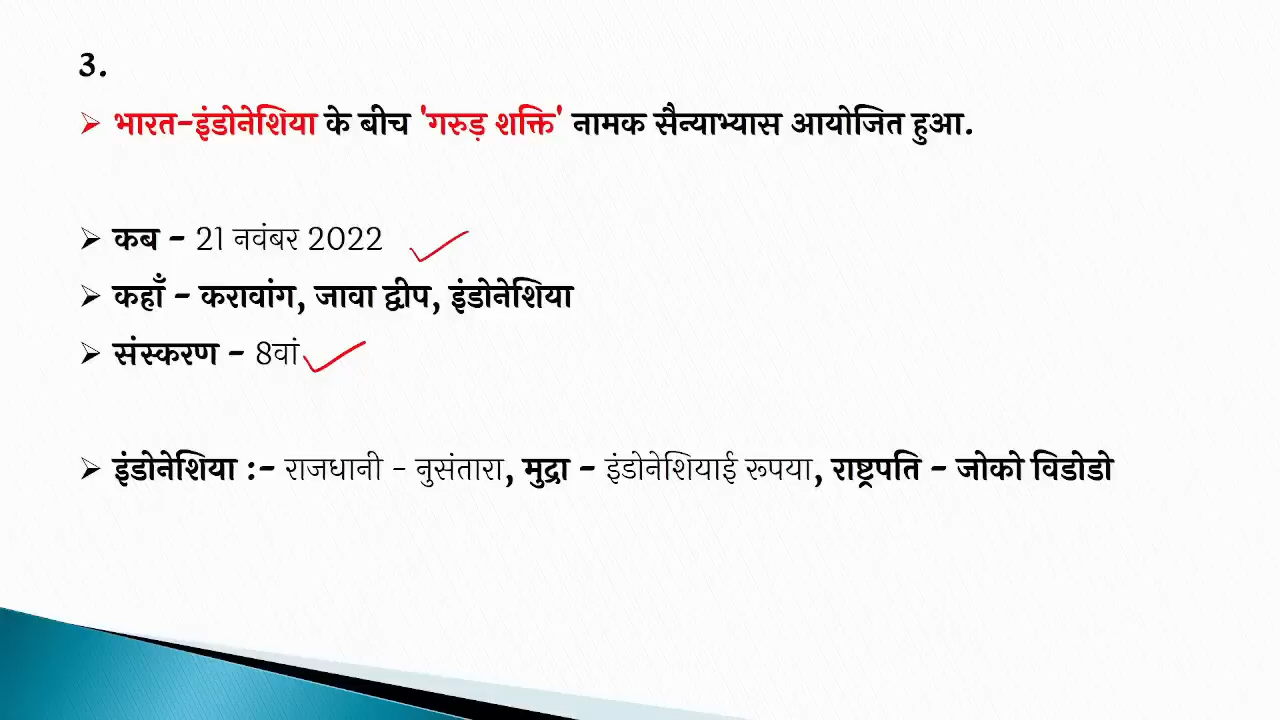 3.
भारत-इंडोनेशिया के बीच 'गरुड़ शक्ति' नामक सैन्याभ्यास आयोजित हुआ.
कब - 21 नवंबर 2022
कहाँ - करावांग, जावा द्वीप, इंडोनेशिया
संस्करण - 8वां
इंडोनेशिया :- राजधानी - नुसंतारा, मुद्रा - इंडोनेशियाई रूपया, राष्ट्रपति - जोको विडोडो